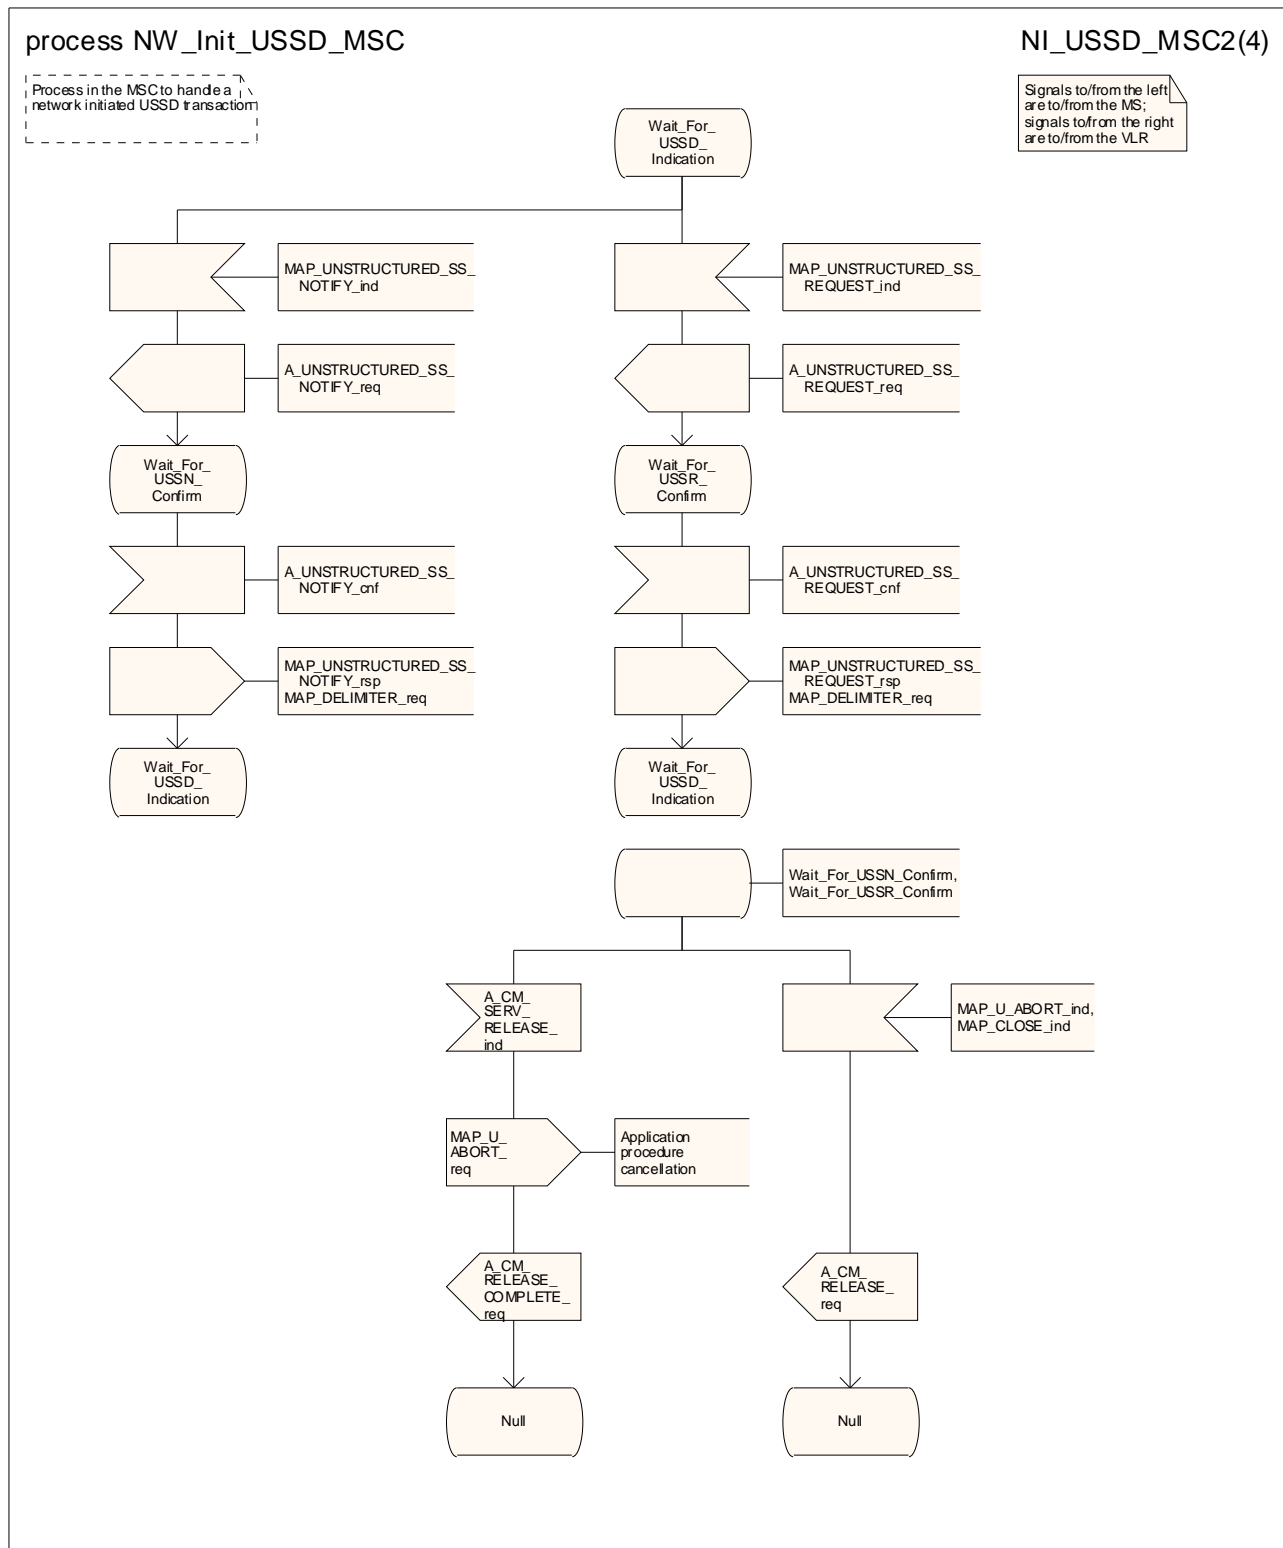 process NW_Init_USSD_MSC
NI_USSD_MSC2(4)
Process in the MSC to handle a
network initiated USSD transaction
Signals to/from the left
are to/from the MS;
signals to/from the right
are to/from the VLR
Wait_For_
USSD_
Indication
MAP_UNSTRUCTURED_SS_
NOTIFY_ind
MAP_UNSTRUCTURED_SS_
REQUEST_ind
A_UNSTRUCTURED_SS_
NOTIFY_req
A_UNSTRUCTURED_SS_
REQUEST_req
Wait_For_
USSN_
Confirm
Wait_For_
USSR_
Confirm
A_UNSTRUCTURED_SS_
NOTIFY_cnf
A_UNSTRUCTURED_SS_
REQUEST_cnf
MAP_UNSTRUCTURED_SS_
NOTIFY_rsp
MAP_DELIMITER_req
MAP_UNSTRUCTURED_SS_
REQUEST_rsp
MAP_DELIMITER_req
Wait_For_
USSD_
Indication
Wait_For_
USSD_
Indication
Wait_For_USSN_Confirm,
Wait_For_USSR_Confirm
A_CM_
SERV_
RELEASE_
ind
MAP_U_ABORT_ind,
MAP_CLOSE_ind
MAP_U_
ABORT_
req
Application
procedure
cancellation
A_CM_
RELEASE_
COMPLETE_
req
A_CM_
RELEASE_
req
Null
Null